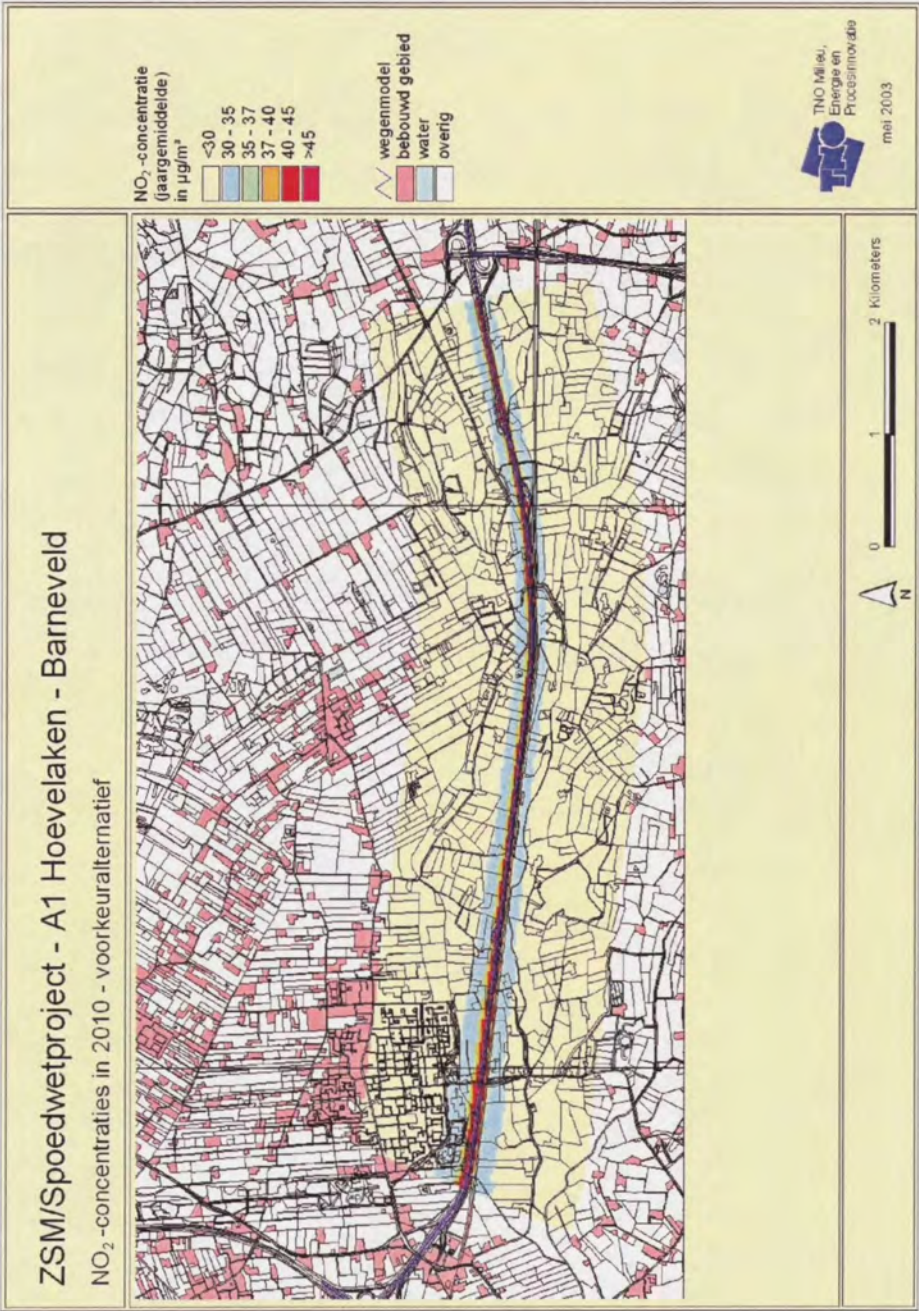 ZSM/Spoedwetproject - A1 Hoevelaken - Barneveld
NO₂ -concentraties in 2010 - voorkeuralternatief
NO₂ -concentratie
(jaargemiddelde)
in µg/m³
<30
30 - 35
35 - 37
37 - 40
40 - 45
>45
wegenmodel
bebouwd gebied
water
overig
N
0 1 2 Kilometers
TNO
TNO Milieu,
Energie en
Procesinnovatie
mei 2003